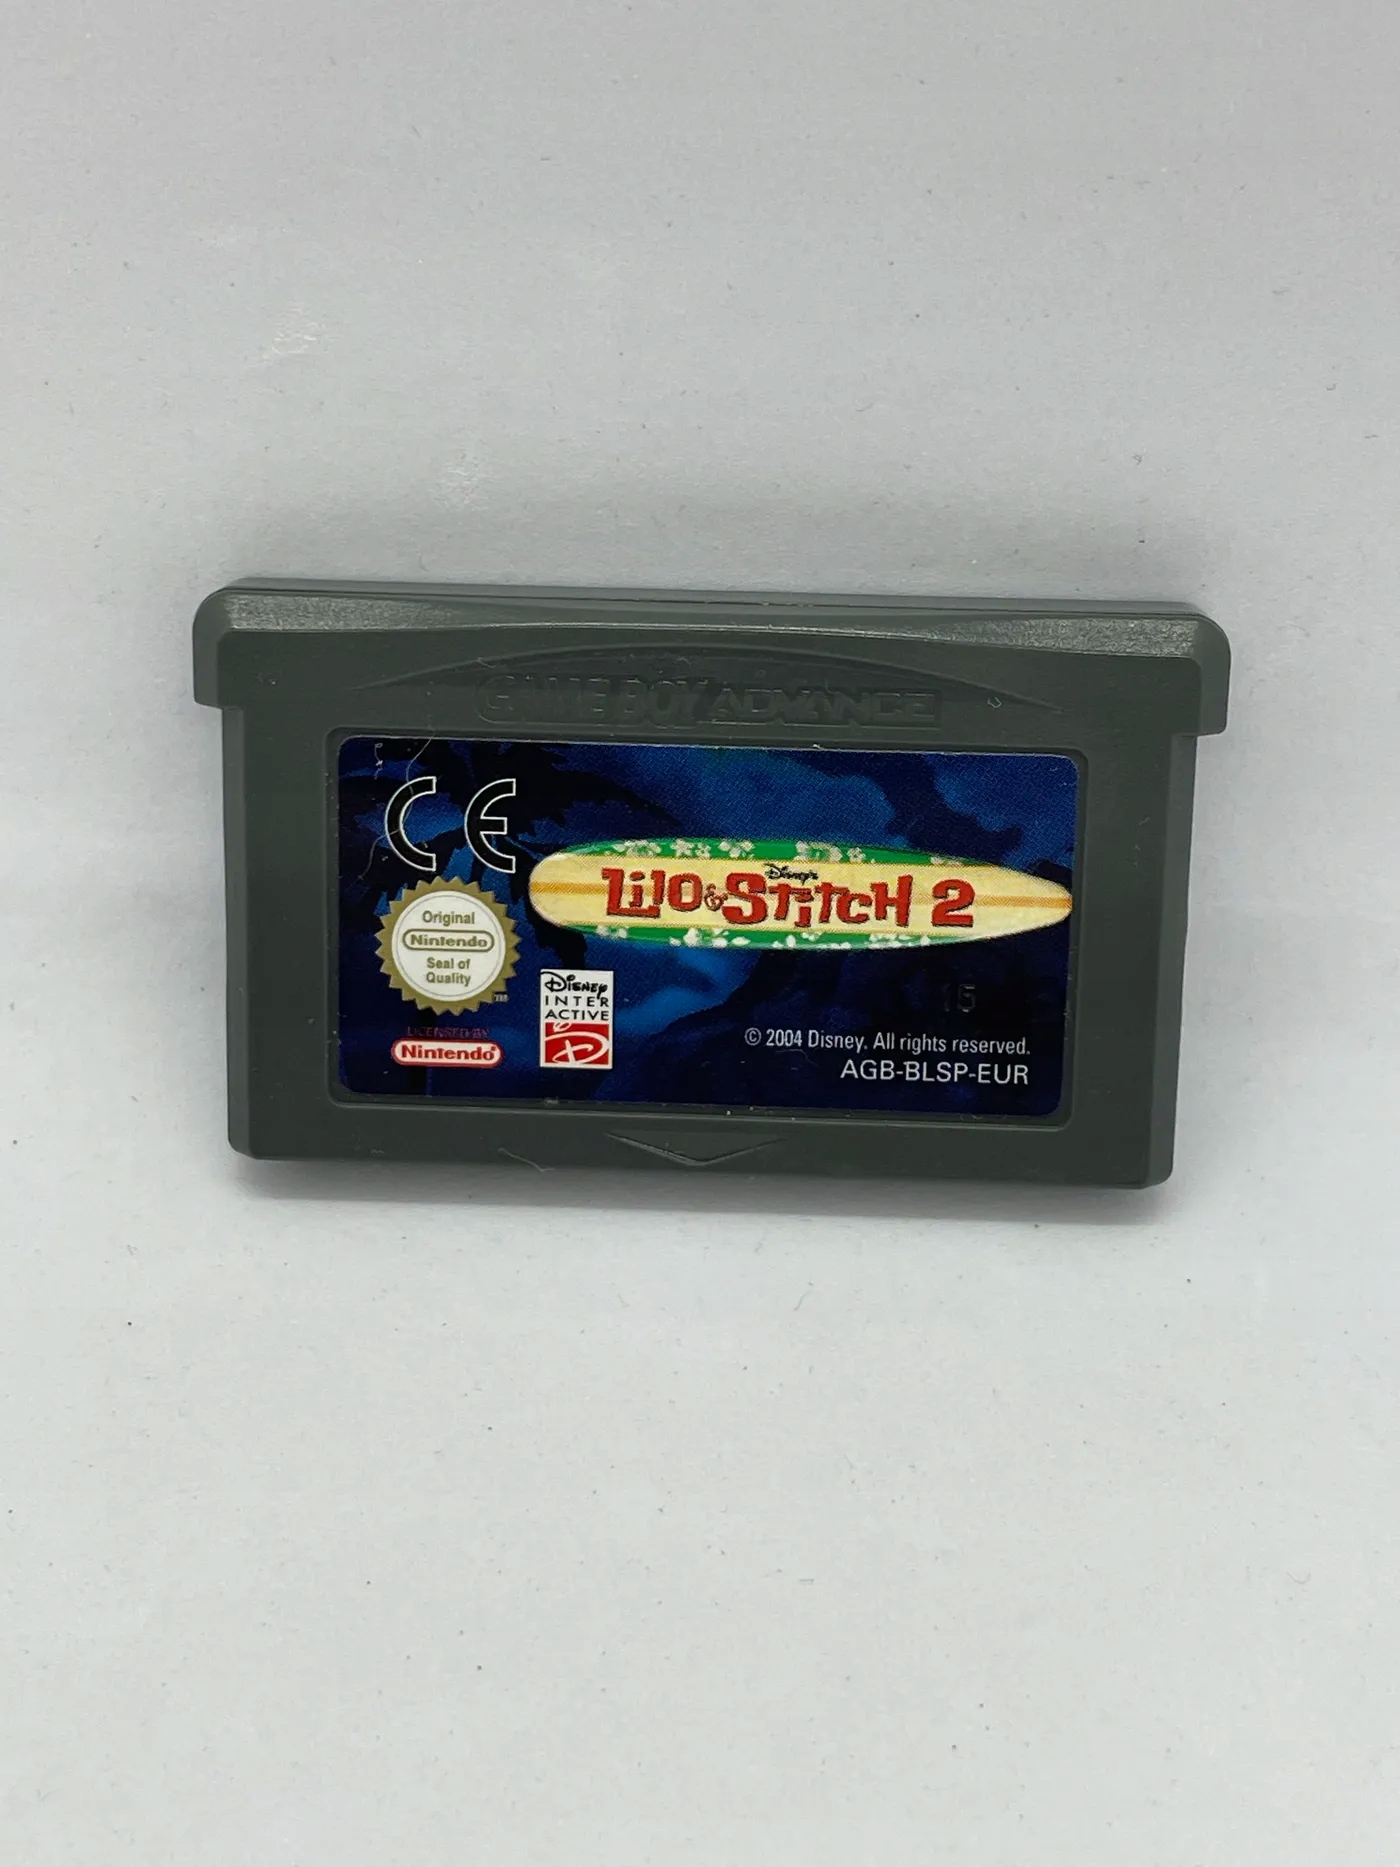 GAME BOY ADVANCE
CE
Disney's
Lilo & Stitch 2
Original
Nintendo
Seal of
Quality
TM
LICENSED BY
Nintendo
Disney
INTER
ACTIVE
D
15
© 2004 Disney. All rights reserved.
AGB-BLSP-EUR